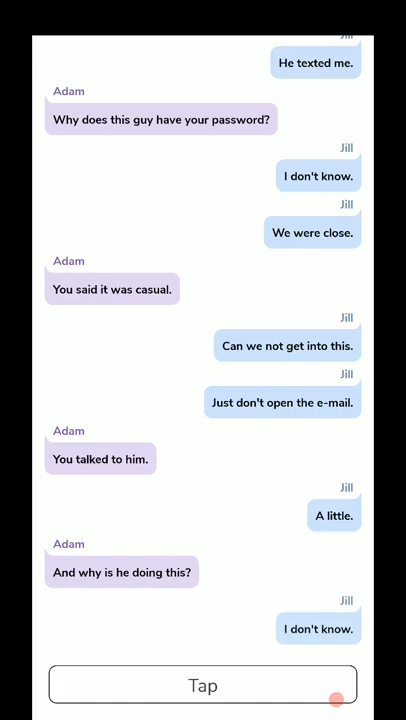 Jill
He texted me.
Adam
Why does this guy have your password?
Jill
I don't know.
Jill
We were close.
Adam
You said it was casual.
Jill
Can we not get into this.
Jill
Just don't open the e-mail.
Adam
You talked to him.
Jill
A little.
Adam
And why is he doing this?
Jill
I don't know.
Tap